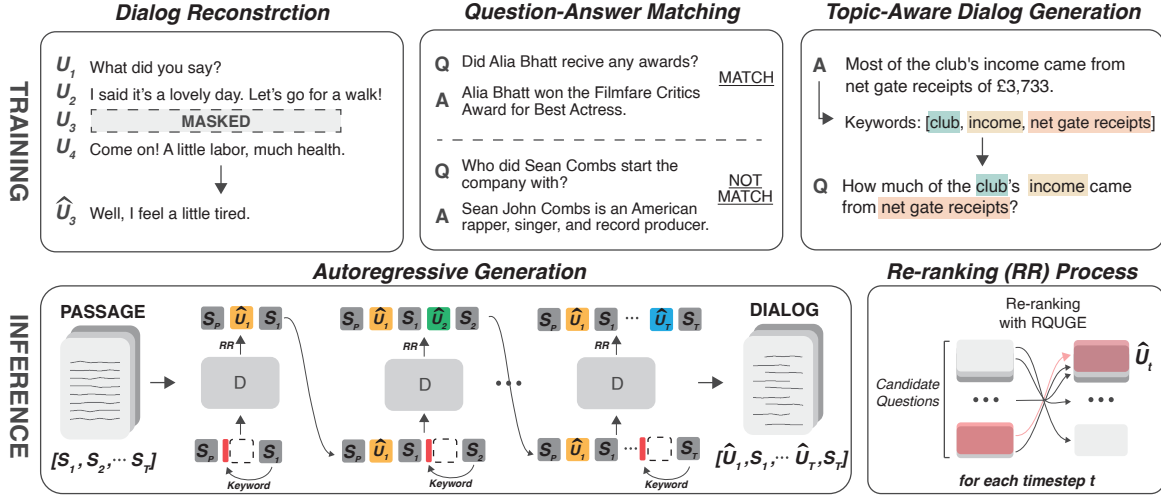 Dialog Reconstrction
Question-Answer Matching
Topic-Aware Dialog Generation
TRAINING
U1 What did you say?
U2 I said it's a lovely day. Let's go for a walk!
U3 MASKED
U4 Come on! A little labor, much health.
Û3 Well, I feel a little tired.
Q Did Alia Bhatt recive any awards?
MATCH
A Alia Bhatt won the Filmfare Critics
Award for Best Actress.
Q Who did Sean Combs start the
company with?
NOT
MATCH
A Sean John Combs is an American
rapper, singer, and record producer.
A Most of the club's income came from
net gate receipts of £3,733.
Keywords: [club, income, net gate receipts]
Q How much of the club's income came
from net gate receipts?
INFERENCE
Autoregressive Generation
Re-ranking (RR) Process
PASSAGE
[S1, S2,··· ST]
SP Û1 S1
RR
D
SP S1
Keyword
SP Û1 S1 Û2 S2
RR
D
SP Û1 S1 S2
Keyword
•••
SP Û1 S1 ··· ÛT ST
RR
D
SP Û1 S1 ··· ST
Keyword
DIALOG
[Û1,S1,··· ÛT,ST]
Re-ranking
with RQUGE
Candidate
Questions
••• •••
Ût
for each timestep t